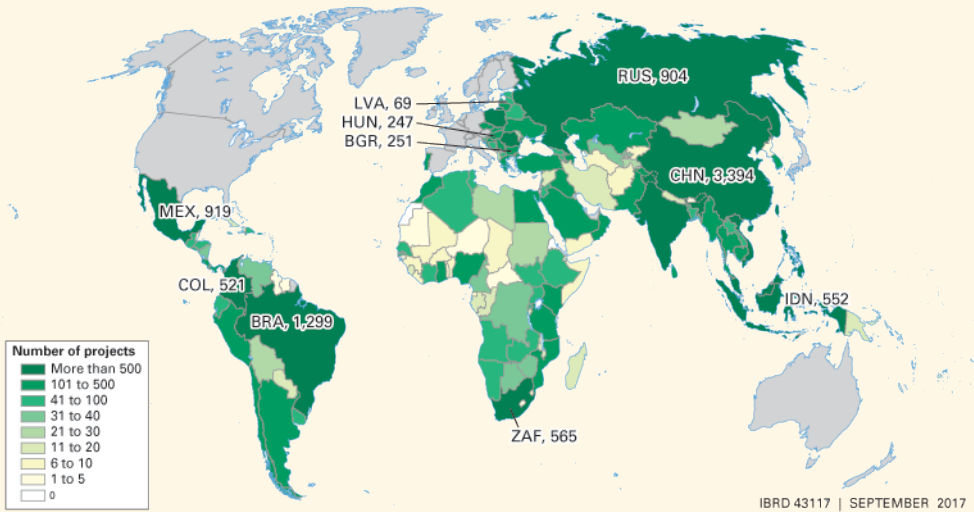 RUS, 904
LVA, 69
HUN, 247
BGR, 251
CHN, 3,394
MEX, 919
COL, 521
IDN, 552
BRA, 1,299
ZAF, 565
Number of projects
More than 500
101 to 500
41 to 100
31 to 40
21 to 30
11 to 20
6 to 10
1 to 5
0
IBRD 43117 | SEPTEMBER 2017